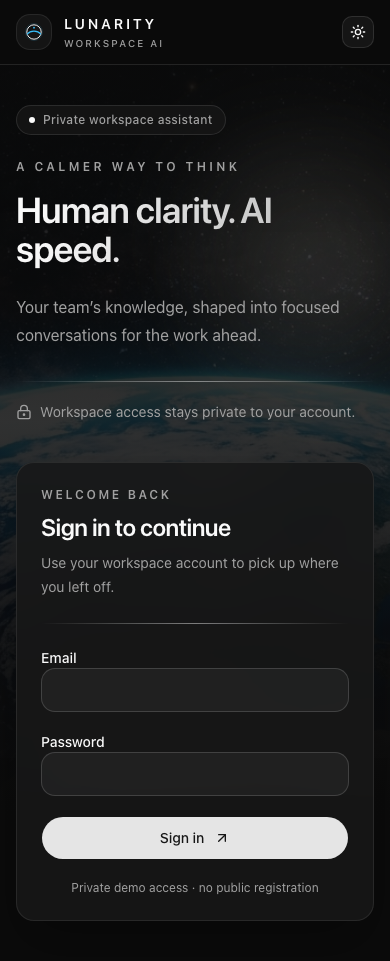 LUNARITY
WORKSPACE AI
Private workspace assistant
A CALMER WAY TO THINK
Human clarity. AI
speed.
Your team’s knowledge, shaped into focused
conversations for the work ahead.
Workspace access stays private to your account.
WELCOME BACK
Sign in to continue
Use your workspace account to pick up where
you left off.
Email
Password
Sign in
Private demo access · no public registration